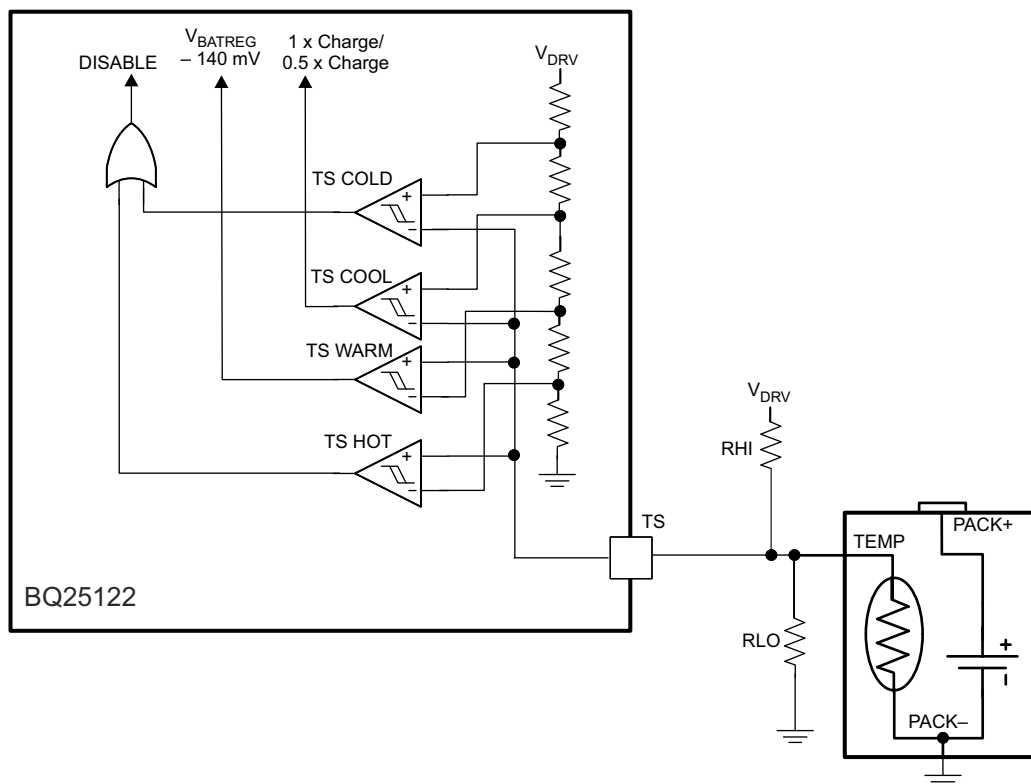 DISABLE
VBATREG
– 140 mV
1 x Charge/
0.5 x Charge
VDRV
TS COLD
+
–
TS COOL
+
–
TS WARM
+
–
TS HOT
+
–
BQ25122
TS
VDRV
RHI
RLO
TEMP
PACK+
+
–
PACK–